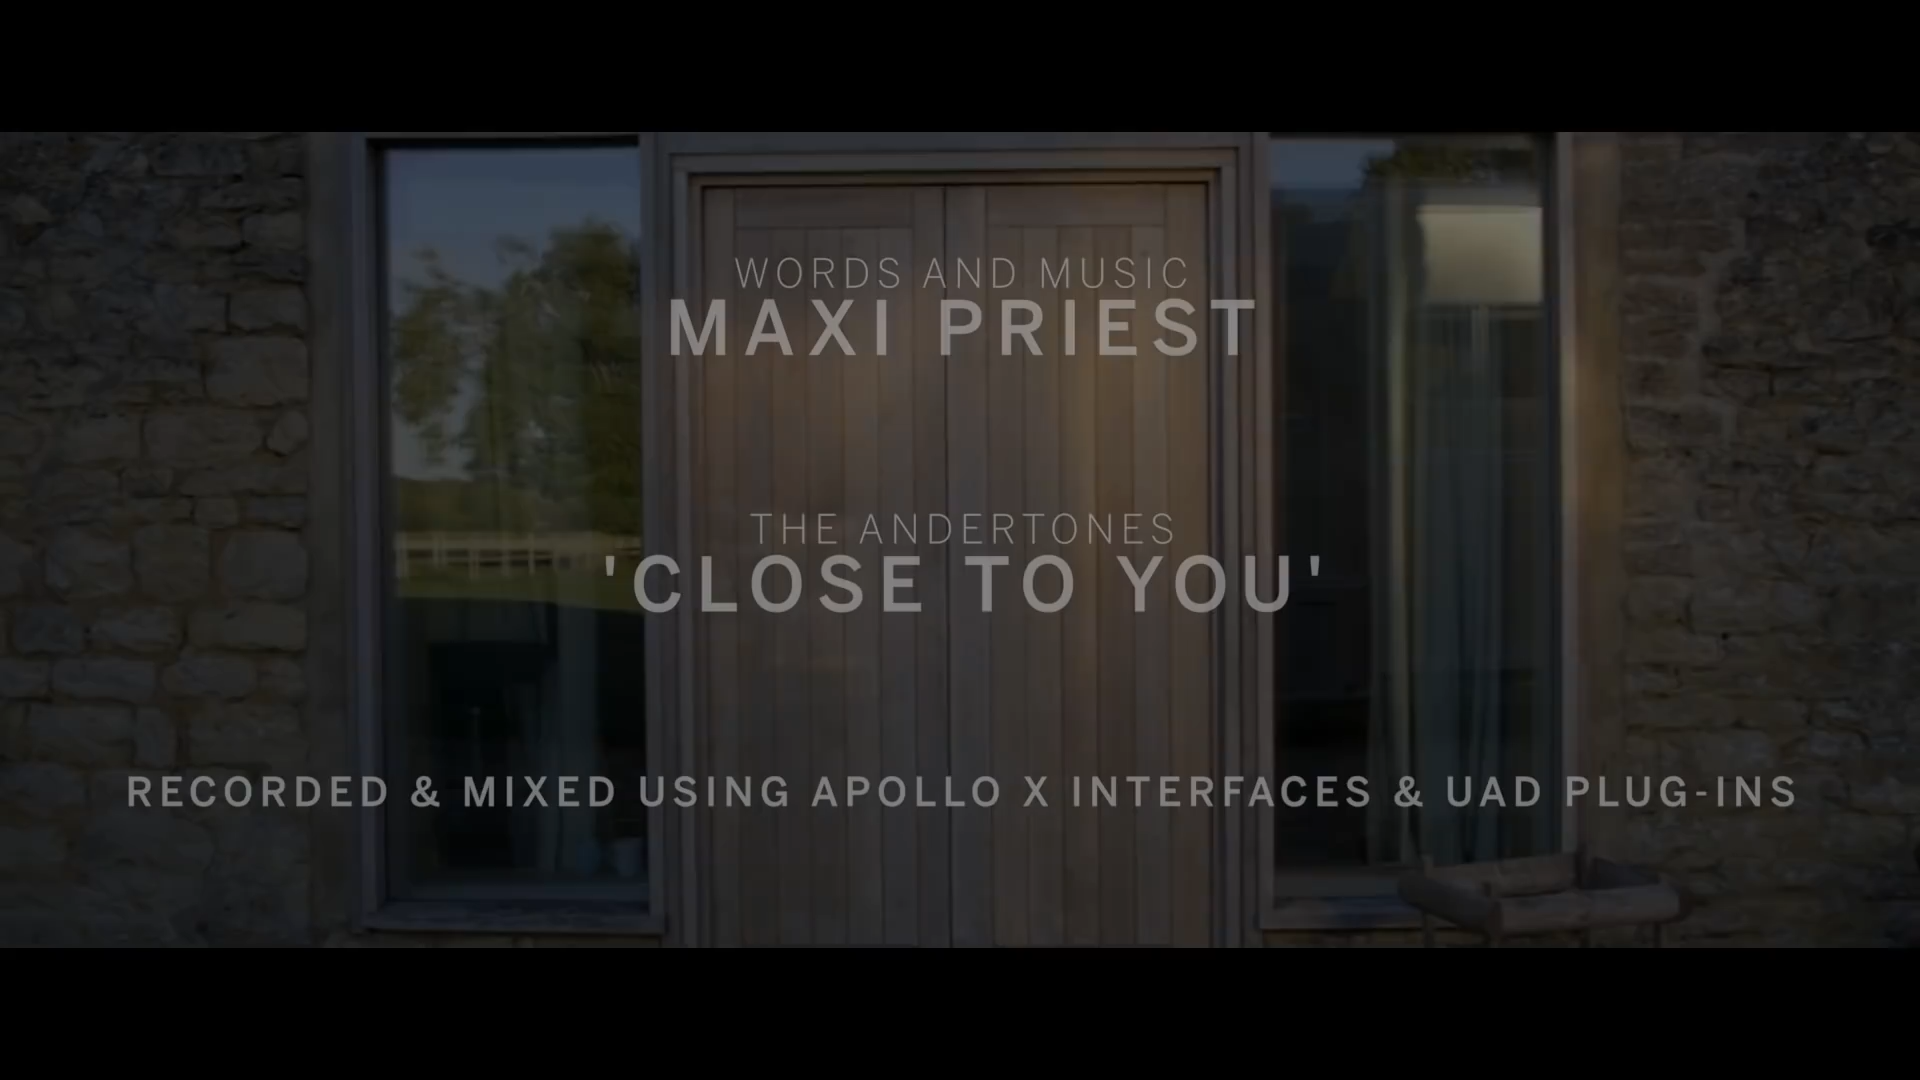 WORDS AND MUSIC
MAXI PRIEST
THE ANDERTONES
'CLOSE TO YOU'
RECORDED & MIXED USING APOLLO X INTERFACES & UAD PLUG-INS